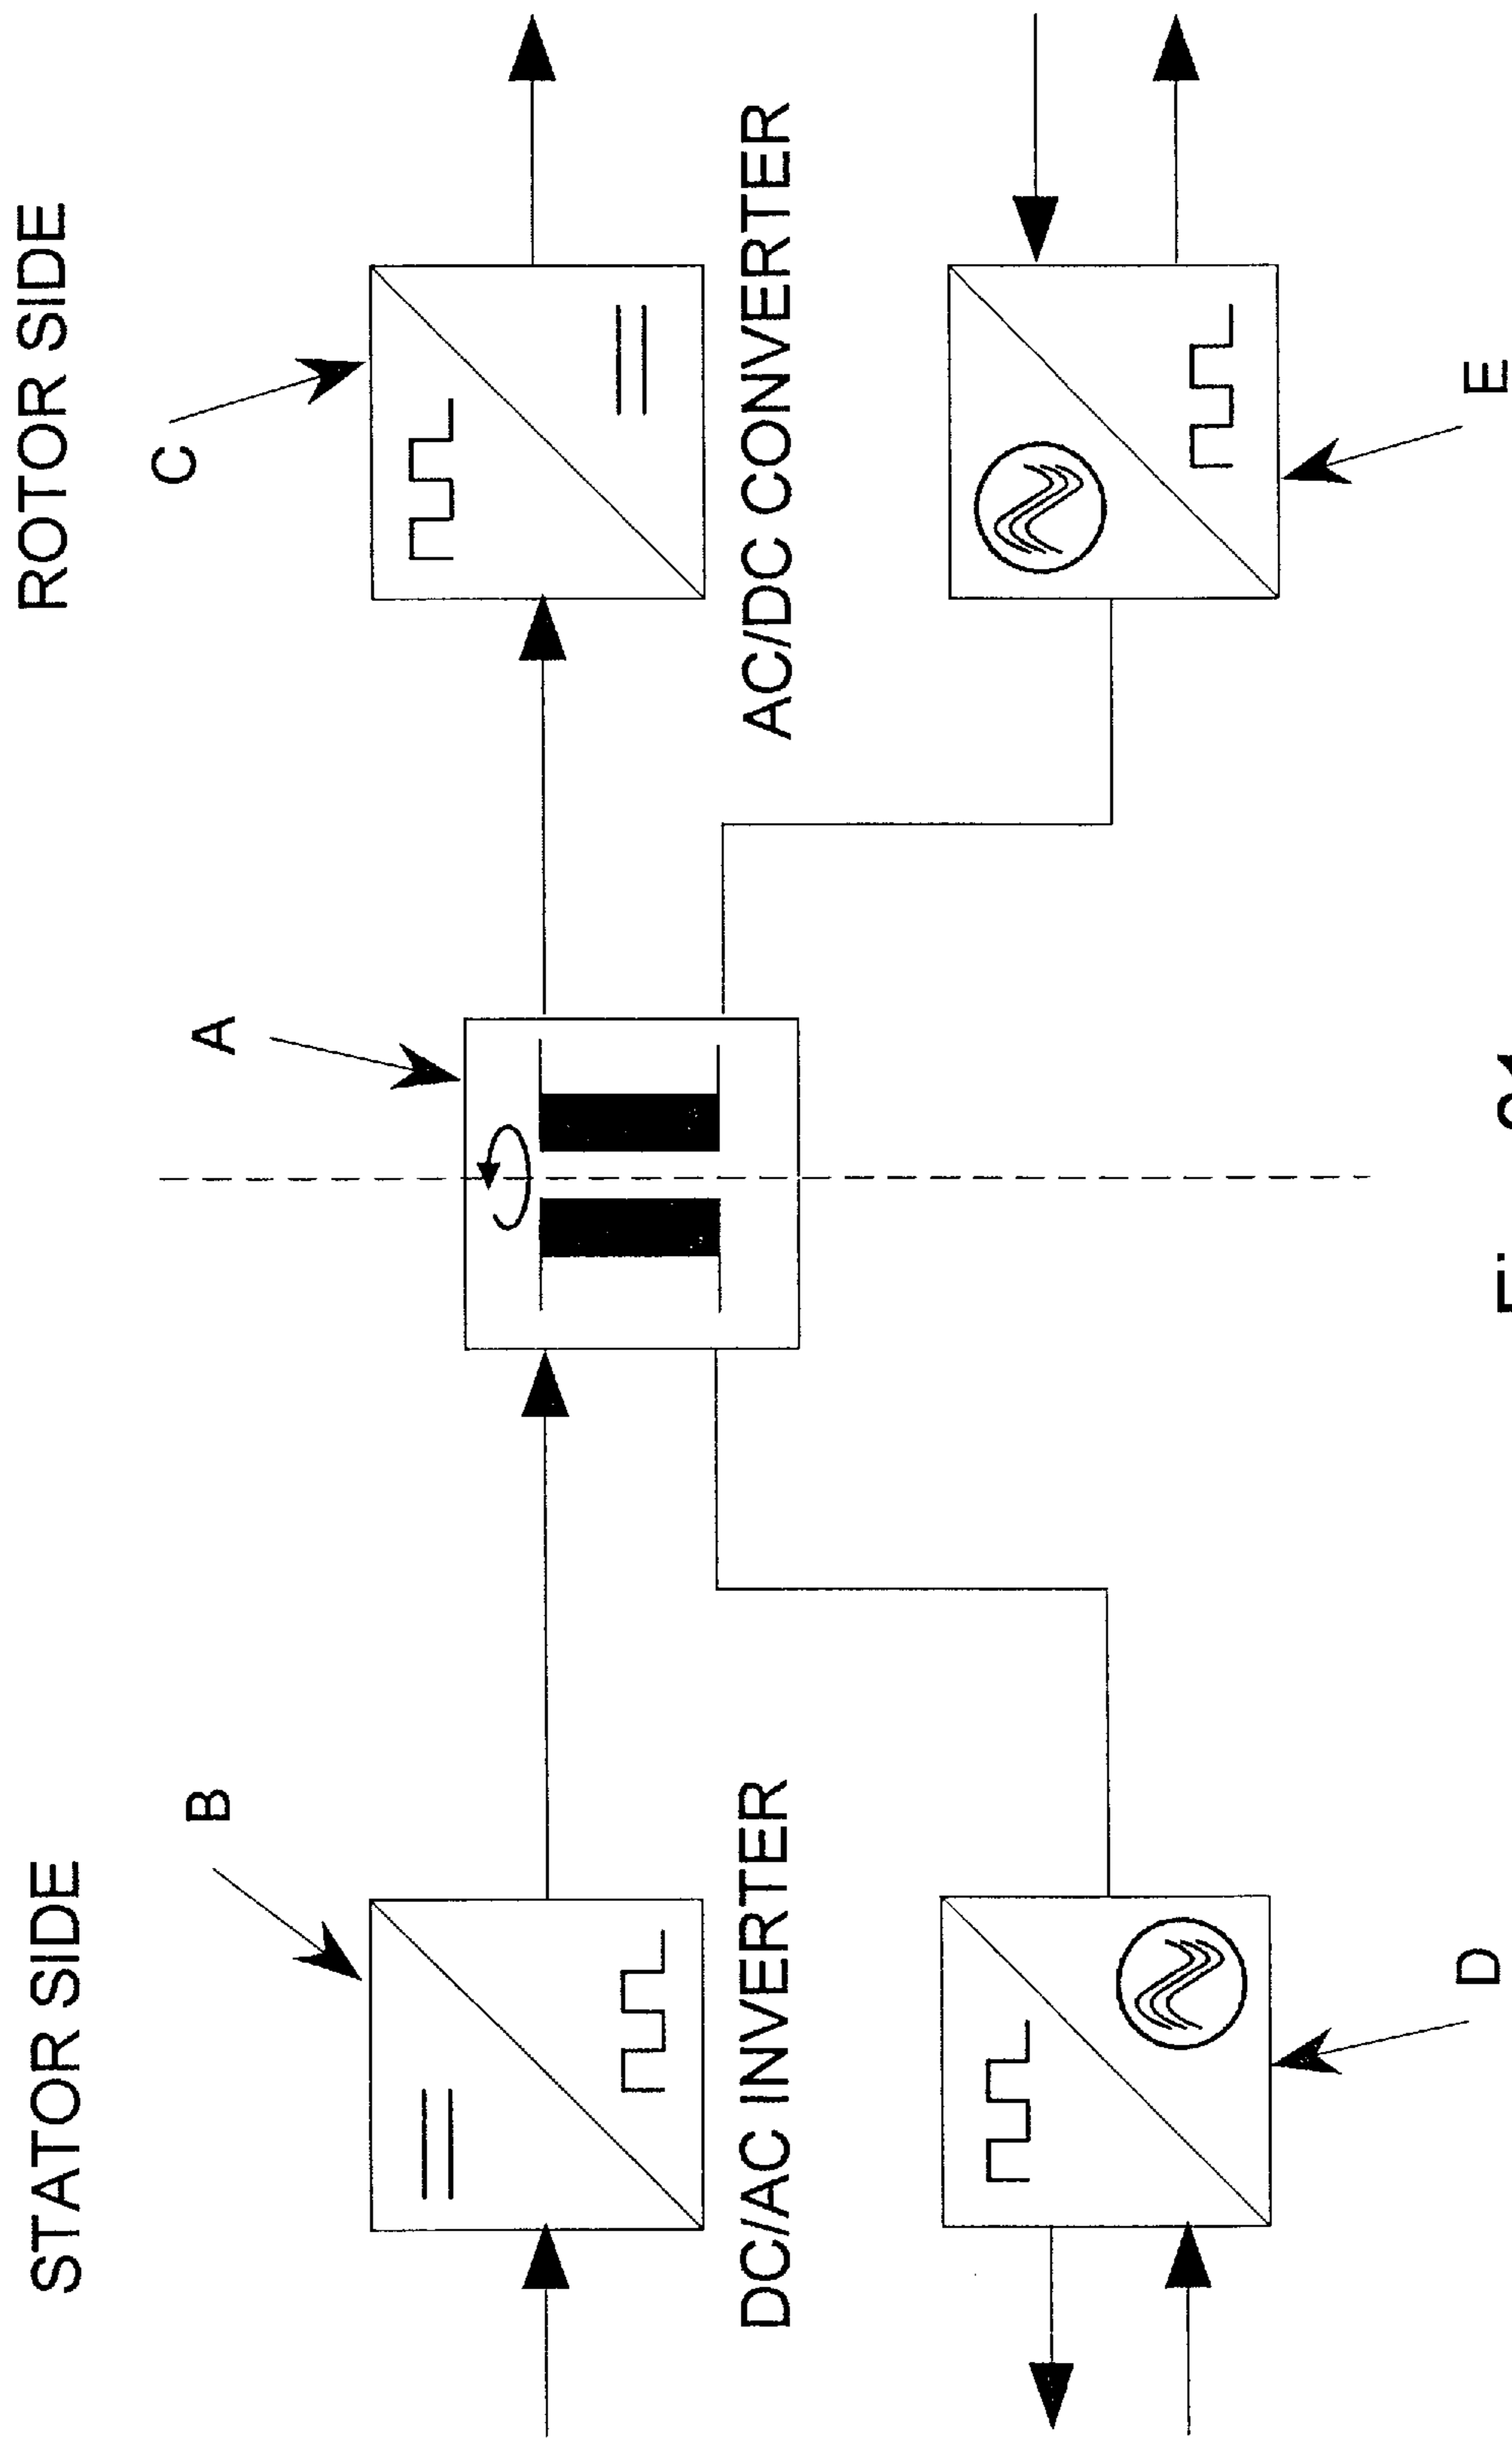 STATOR SIDE
ROTOR SIDE
B
A
C
DC/AC INVERTER
AC/DC CONVERTER
D
E